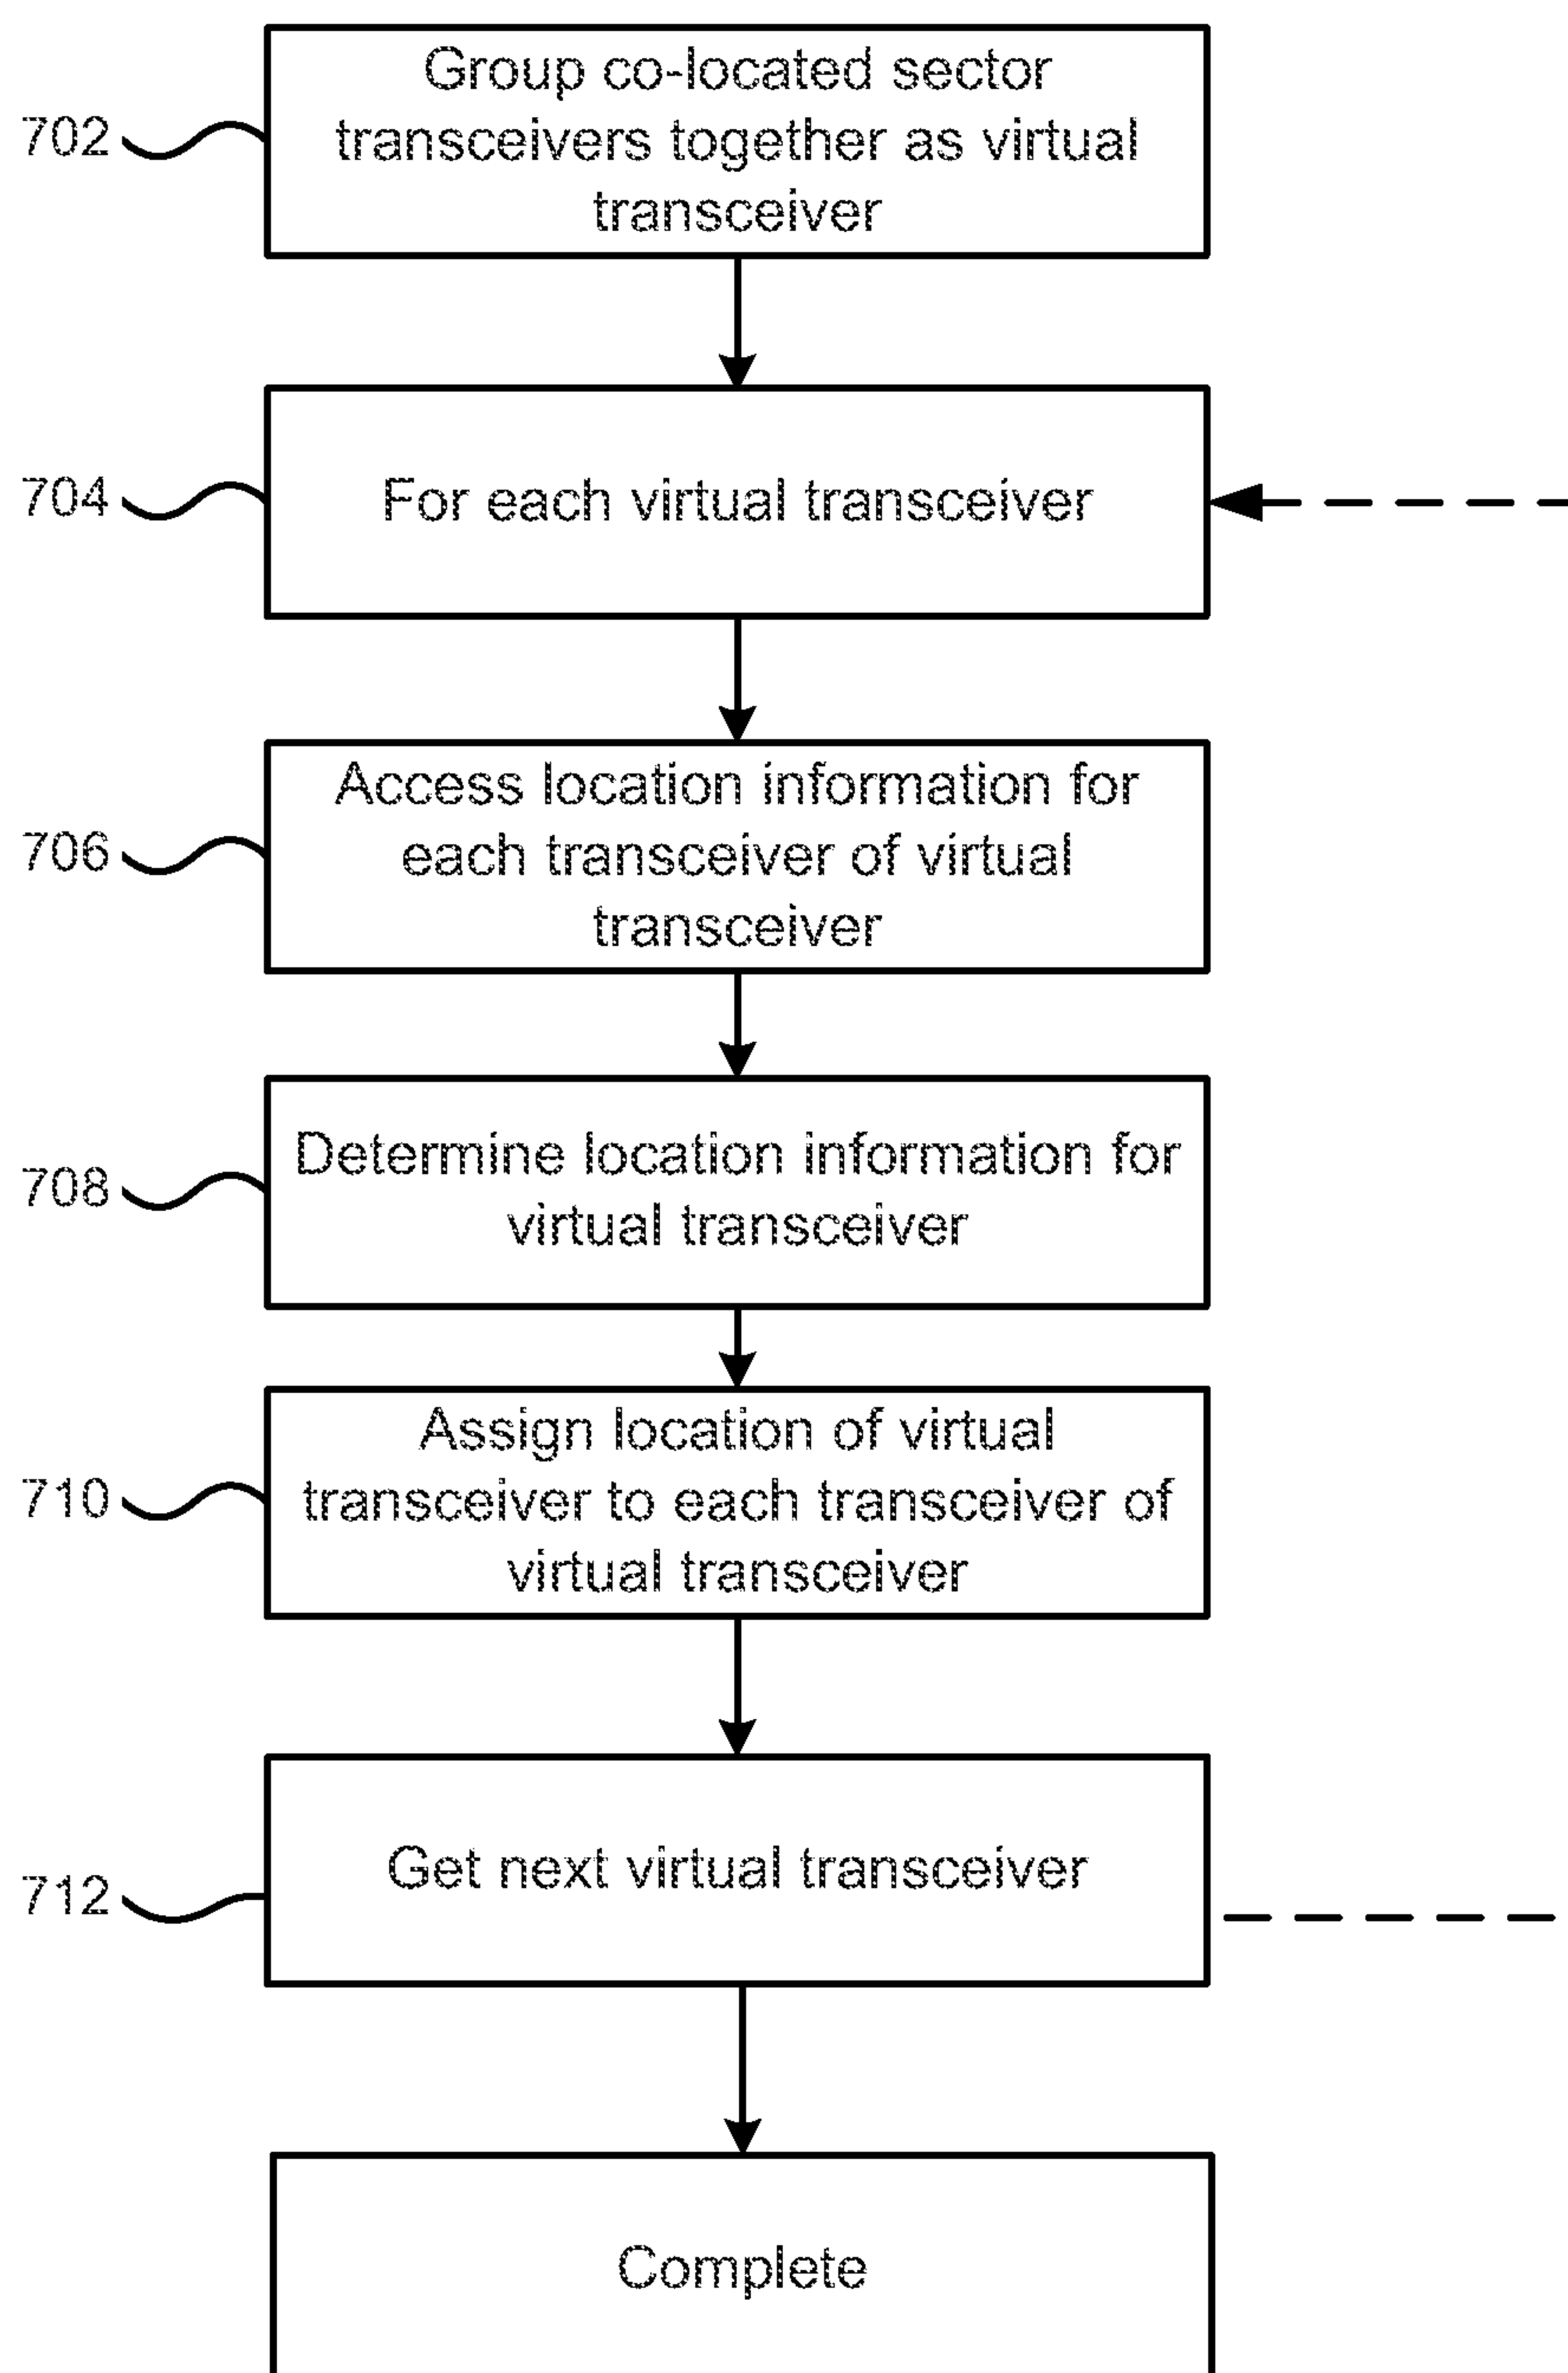 Group co-located sector
transceivers together as virtual
transceiver
702
For each virtual transceiver
704
Access location information for
each transceiver of virtual
transceiver
706
Determine location information for
virtual transceiver
708
Assign location of virtual
transceiver to each transceiver of
virtual transceiver
710
Get next virtual transceiver
712
Complete